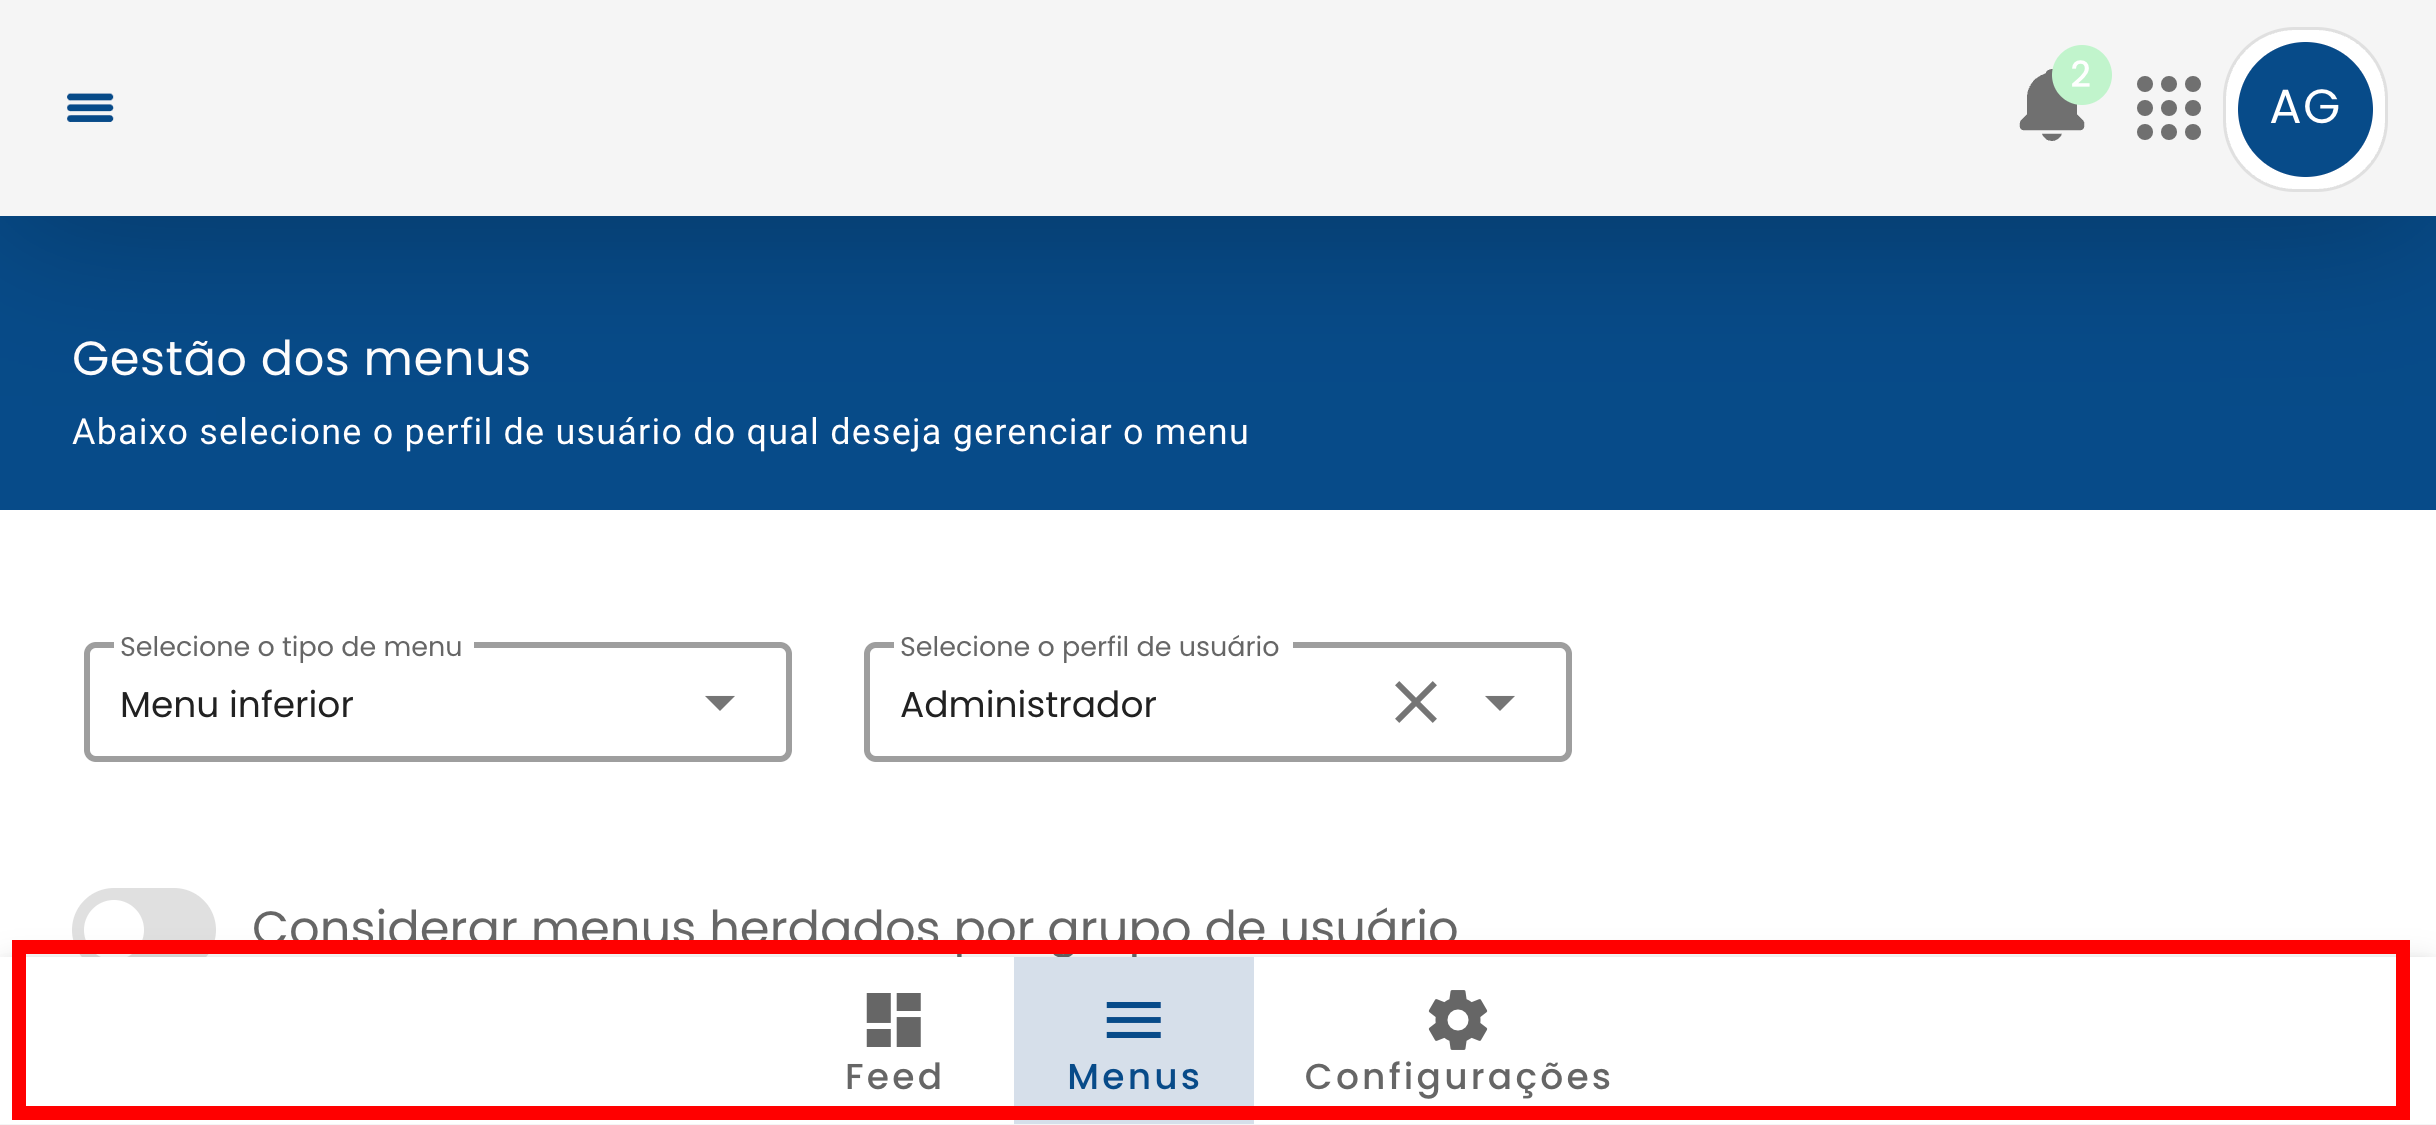 2
AG
Gestão dos menus
Abaixo selecione o perfil de usuário do qual deseja gerenciar o menu
Selecione o tipo de menu
Menu inferior
Selecione o perfil de usuário
Administrador
Considerar menus herdados por grupo de usuário
Feed
Menus
Configurações